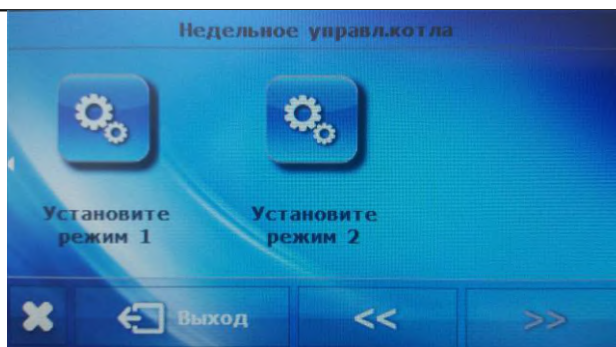 Недельное управл.котла
Установите
режим 1
Установите
режим 2
Выход
<<
>>